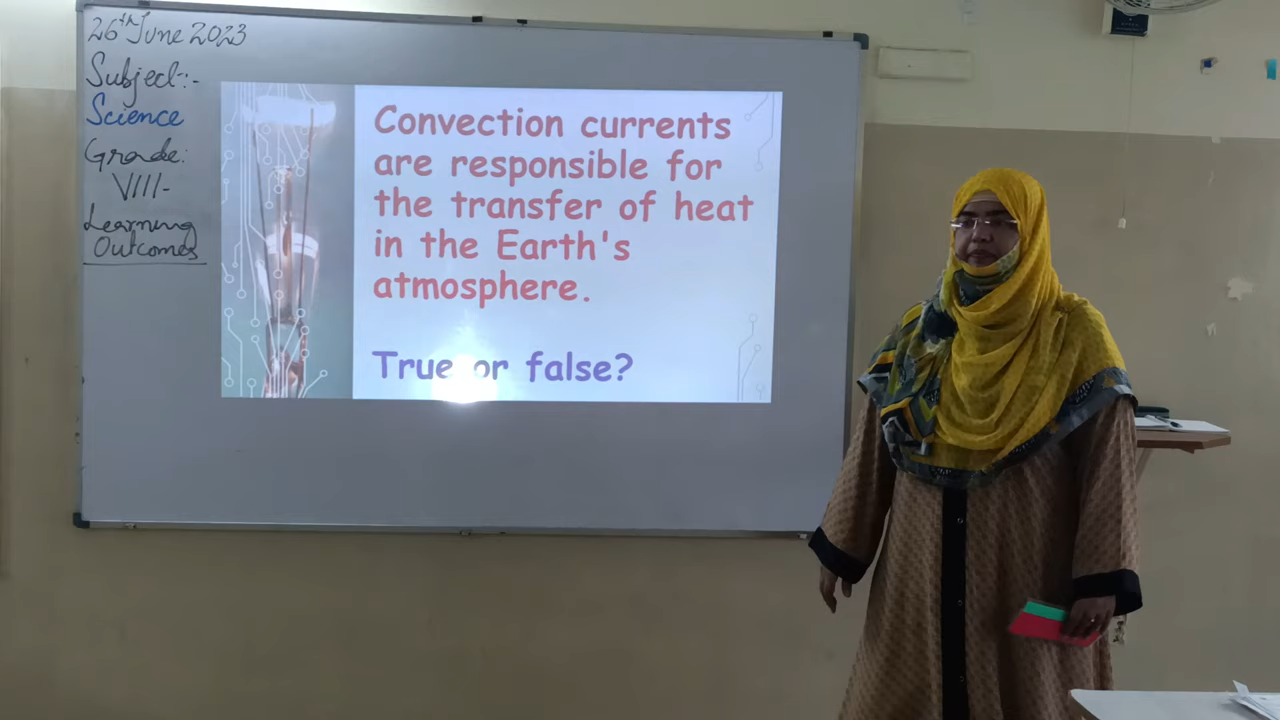 26th June 2023
Subject:-
Science
Grade:
VIII-
Learning
Outcomes
Convection currents
are responsible for
the transfer of heat
in the Earth's
atmosphere.
True or false?